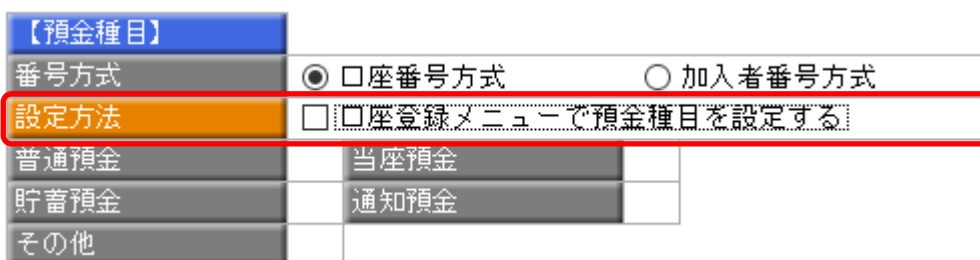 【預金種目】
番号方式 口座番号方式 加入者番号方式
設定方法 口座登録メニューで預金種目を設定する
普通預金 当座預金
貯蓄預金 通知預金
その他